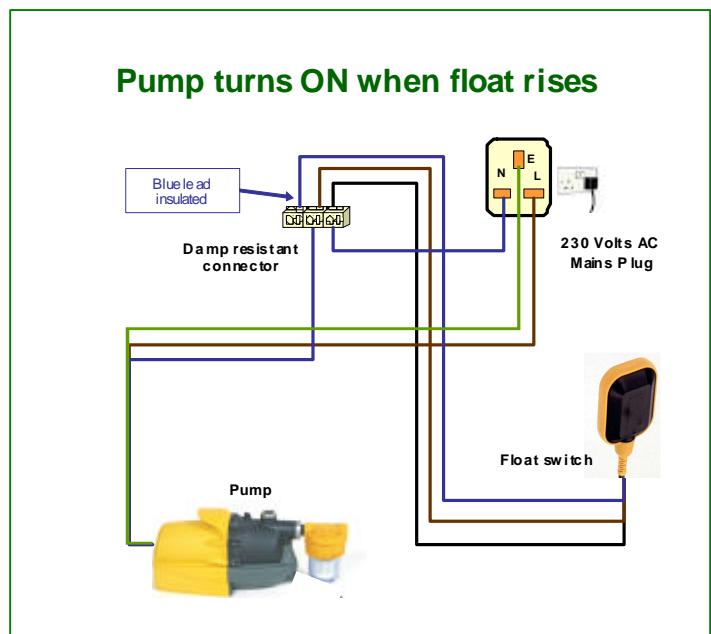 Pump turns ON when float rises
Blue lead
insulated
E
N
L
Damp resistant
connector
230 Volts AC
Mains Plug
Float switch
Pump